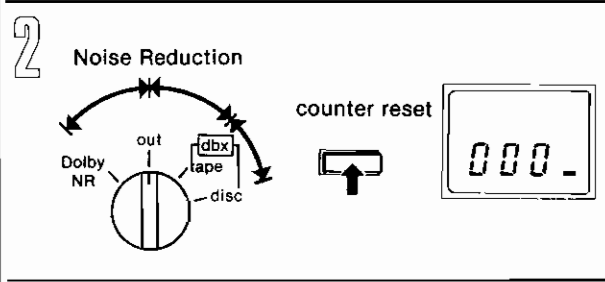 2
Noise Reduction
out
dbx
Dolby
NR
tape
disc
counter reset
000